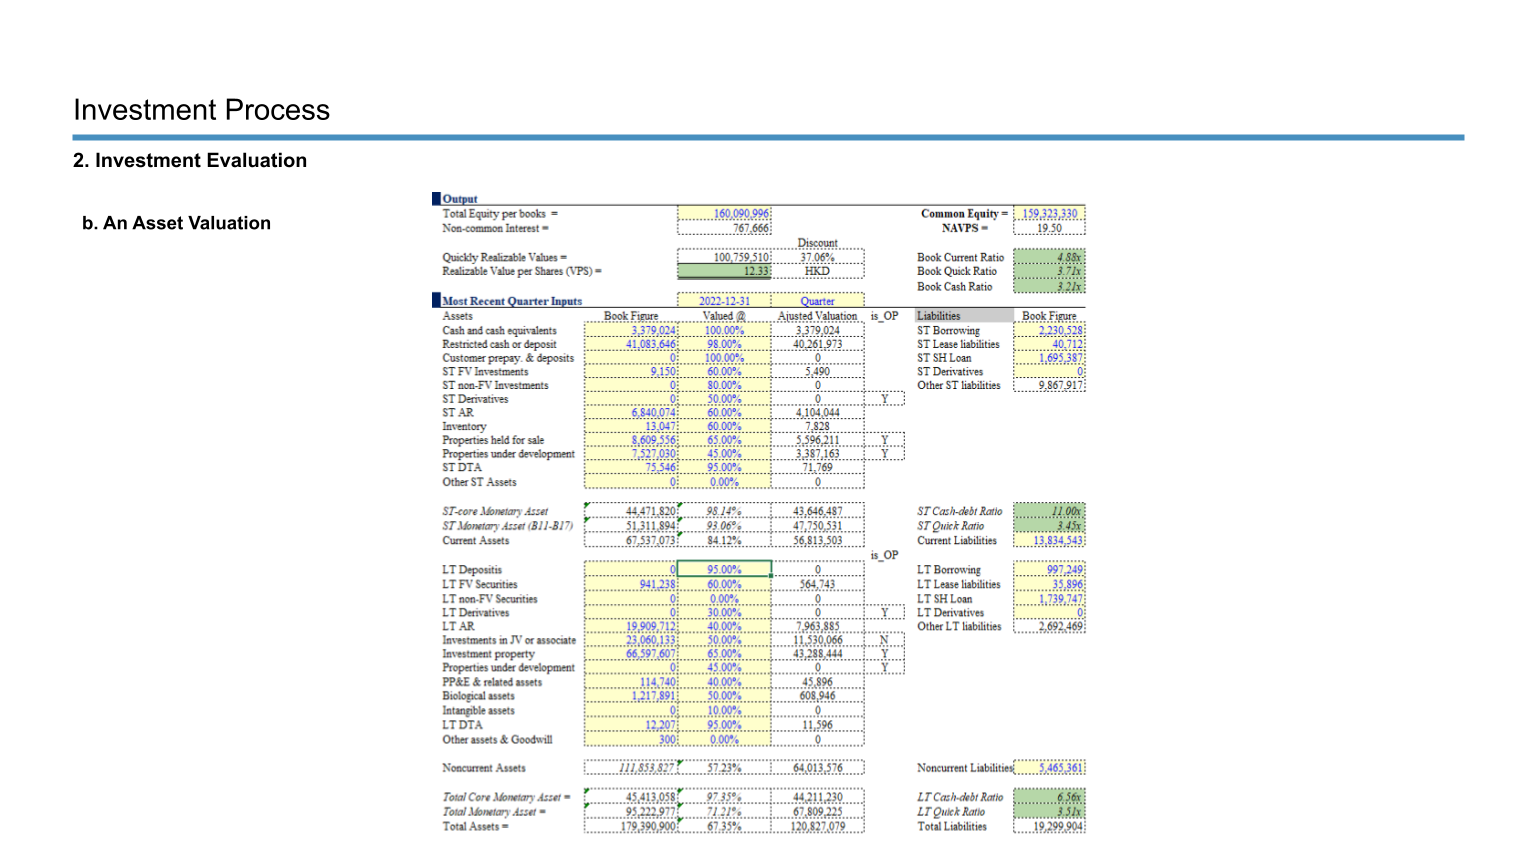 Investment Process
2. Investment Evaluation
b. An Asset Valuation
Output
Total Equity per books = 160,090,996 Common Equity = 159,323,330
Non-common Interest = 767,666 NAVPS = 19.50
Discount
Quickly Realizable Values = 100,759,510 37.06% Book Current Ratio 4.88x
Realizable Value per Shares (VPS) = 12.33 HKD Book Quick Ratio 3.71x
Book Cash Ratio 3.21x
Most Recent Quarter Inputs 2022-12-31 Quarter
Assets Book Figure Valued @ Ajusted Valuation is_OP Liabilities Book Figure
Cash and cash equivalents 3,379,024 100.00% 3,379,024 ST Borrowing 2,230,528
Restricted cash or deposit 41,083,646 98.00% 40,261,973 ST Lease liabilities 40,712
Customer prepay. & deposits 0 100.00% 0 ST SH Loan 1,695,387
ST FV Investments 9,150 60.00% 5,490 ST Derivatives 0
ST non-FV Investments 0 80.00% 0 Other ST liabilities 9,867,917
ST Derivatives 0 50.00% 0 Y
ST AR 6,840,074 60.00% 4,104,044
Inventory 13,047 60.00% 7,828
Properties held for sale 8,609,556 65.00% 5,596,211 Y
Properties under development 7,527,030 45.00% 3,387,163 Y
ST DTA 75,546 95.00% 71,769
Other ST Assets 0 0.00% 0
ST-core Monetary Asset 44,471,820 98.14% 43,646,487 ST Cash-debt Ratio 11.00x
ST Monetary Asset (B11-B17) 51,311,894 93.06% 47,750,531 ST Quick Ratio 3.45x
Current Assets 67,537,073 84.12% 56,813,503 Current Liabilities 13,834,543
is_OP
LT Depositis 0 95.00% 0 LT Borrowing 997,249
LT FV Securities 941,238 60.00% 564,743 LT Lease liabilities 35,896
LT non-FV Securities 0 0.00% 0 LT SH Loan 1,739,747
LT Derivatives 0 30.00% 0 Y LT Derivatives 0
LT AR 19,909,712 40.00% 7,963,885 Other LT liabilities 2,692,469
Investments in JV or associate 23,060,133 50.00% 11,530,066 N
Investment property 66,597,607 65.00% 43,288,444 Y
Properties under development 0 45.00% 0 Y
PP&E & related assets 114,740 40.00% 45,896
Biological assets 1,217,891 50.00% 608,946
Intangible assets 0 10.00% 0
LT DTA 12,207 95.00% 11,596
Other assets & Goodwill 300 0.00% 0
Noncurrent Assets 111,853,827 57.23% 64,013,576 Noncurrent Liabilities 5,465,361
Total Core Monetary Asset = 45,413,058 97.35% 44,211,230 LT Cash-debt Ratio 6.56x
Total Monetary Asset = 95,222,977 71.21% 67,809,225 LT Quick Ratio 3.51x
Total Assets = 179,390,900 67.35% 120,827,079 Total Liabilities 19,299,904